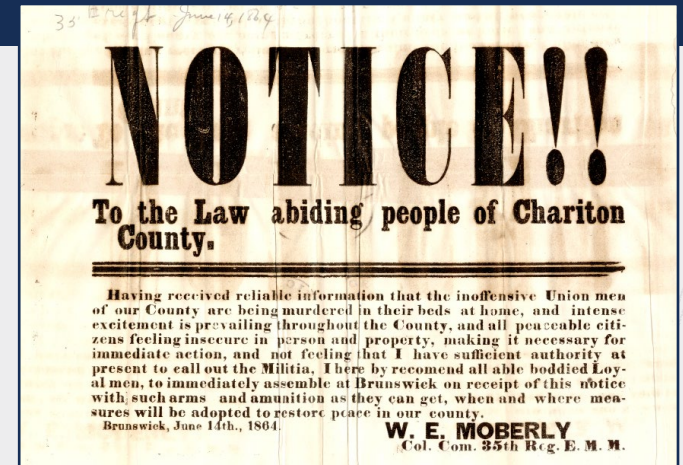 35 Regt June 14, 1864
NOTICE!!
To the Law abiding people of Chariton
County.
Having received reliable information that the inoffensive Union men
of our County are being murdered in their beds at home, and intense
excitement is prevailing throughout the County, and all peaceable citi-
zens feeling insecure in person and property, making it necessary for
immediate action, and not feeling that I have sufficient authority at
present to call out the Militia, I here by recomend all able boddied Loy-
al men, to immediately assemble at Brunswick on receipt of this notice
with such arms and amunition as they can get, when and where mea-
sures will be adopted to restore peace in our county.
Brunswick, June 14th., 1864.
W. E. MOBERLY
Col. Com. 35th Reg. E. M. M.